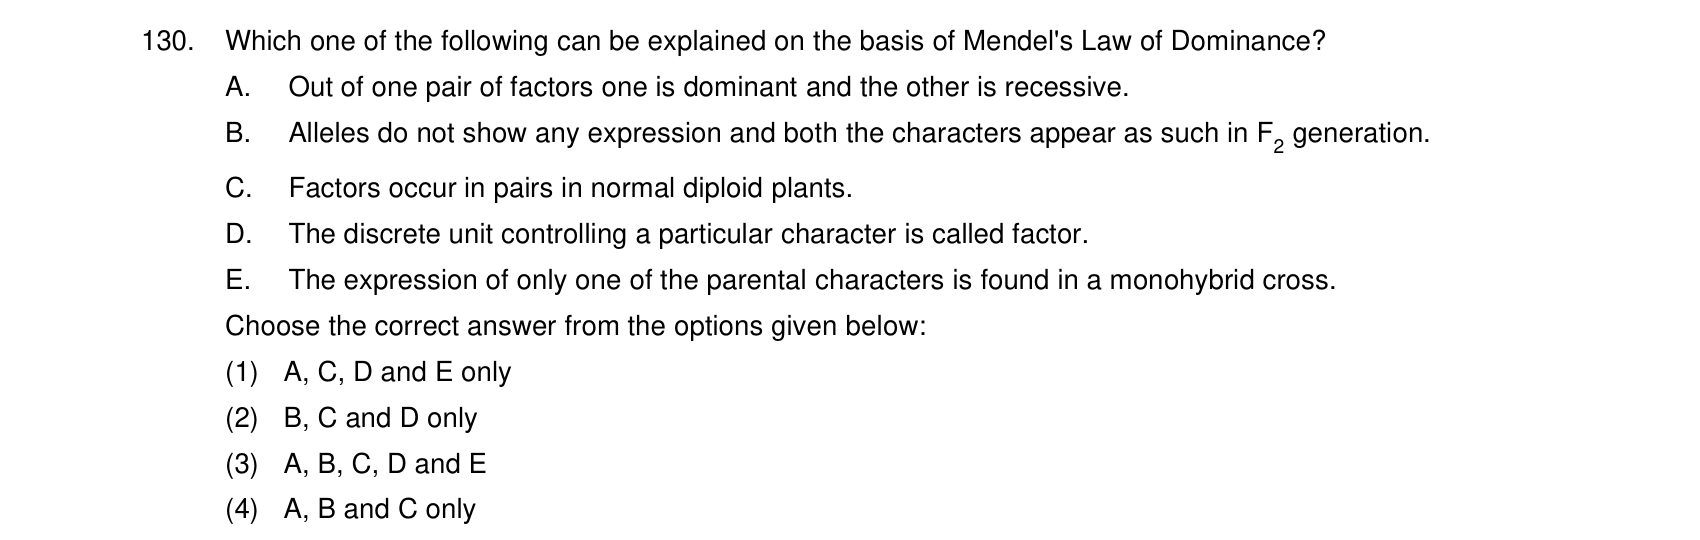 130. Which one of the following can be explained on the basis of Mendel's Law of Dominance?
A. Out of one pair of factors one is dominant and the other is recessive.
B. Alleles do not show any expression and both the characters appear as such in F₂ generation.
C. Factors occur in pairs in normal diploid plants.
D. The discrete unit controlling a particular character is called factor.
E. The expression of only one of the parental characters is found in a monohybrid cross.
Choose the correct answer from the options given below:
(1) A, C, D and E only
(2) B, C and D only
(3) A, B, C, D and E
(4) A, B and C only